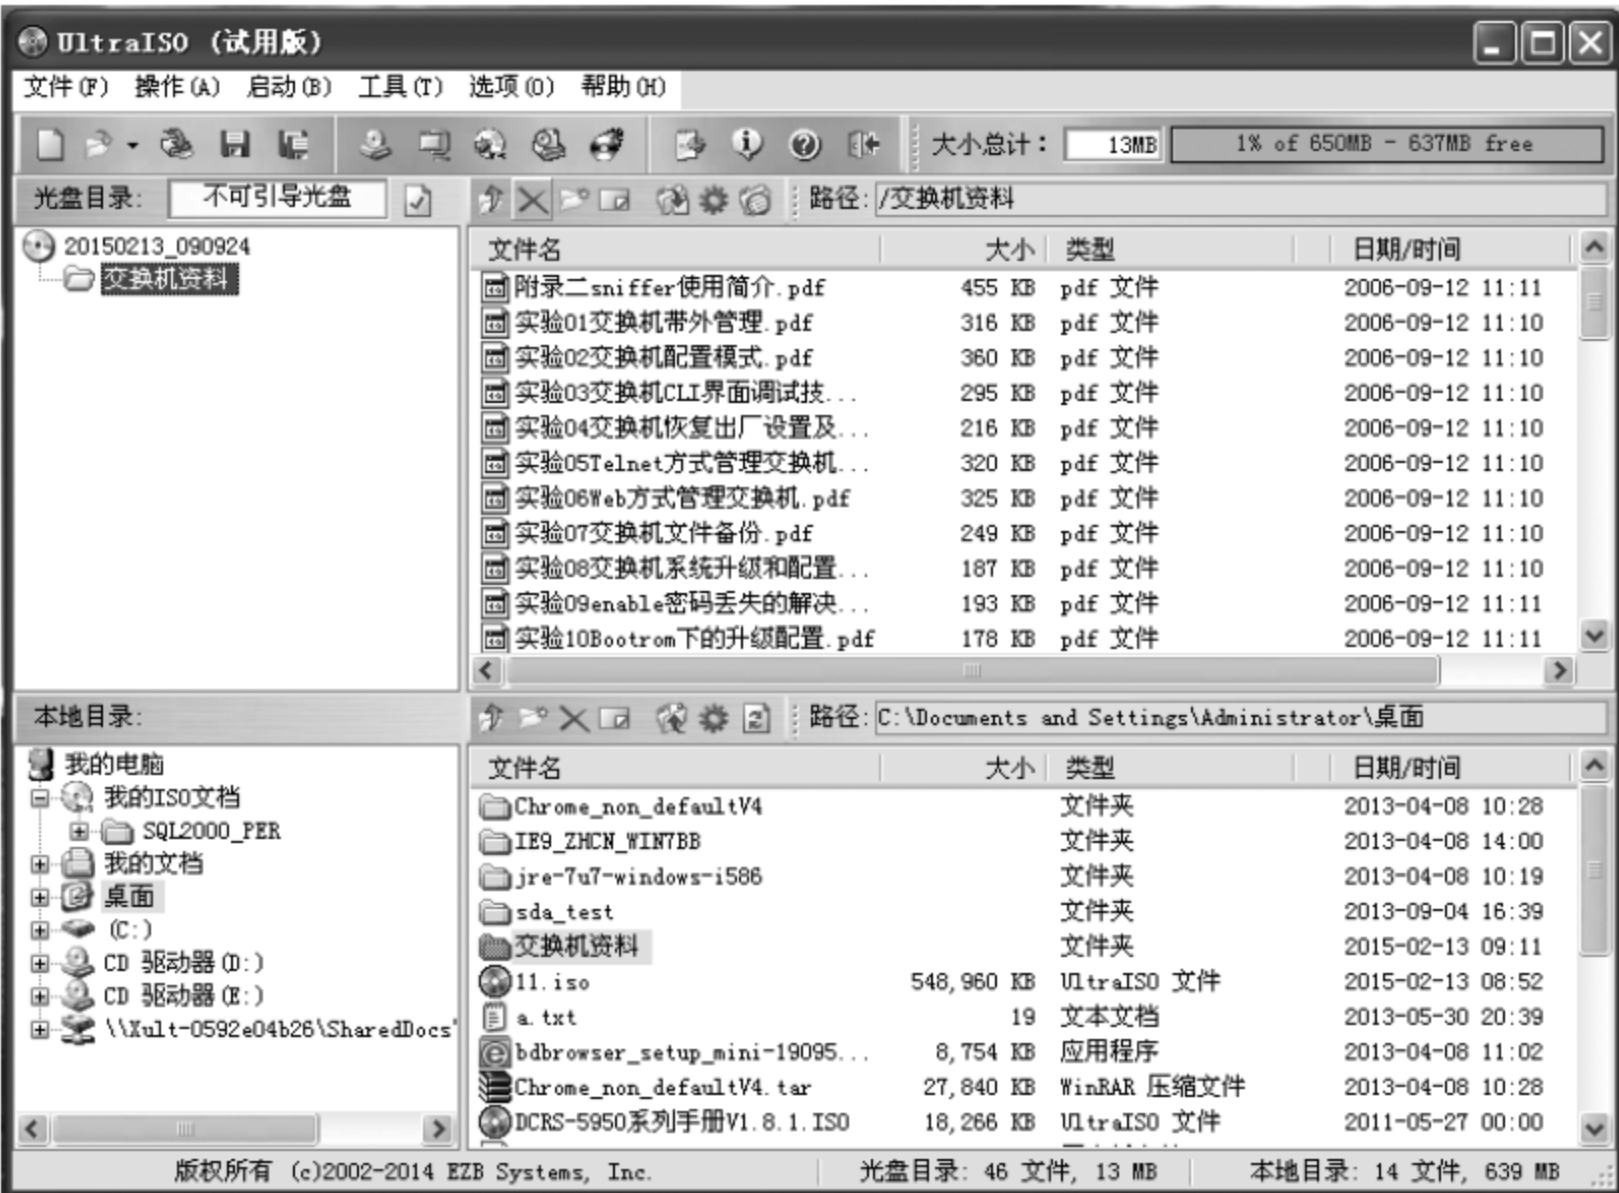 UltraISO (试用版)
文件(F) 操作(A) 启动(B) 工具(T) 选项(O) 帮助(H)
大小总计: 13MB 1% of 650MB - 637MB free
光盘目录: 不可引导光盘 路径: /交换机资料
20150213_090924
交换机资料
文件名 大小 类型 日期/时间
附录二sniffer使用简介.pdf 455 KB pdf 文件 2006-09-12 11:11
实验01交换机带外管理.pdf 316 KB pdf 文件 2006-09-12 11:10
实验02交换机配置模式.pdf 360 KB pdf 文件 2006-09-12 11:10
实验03交换机CLI界面调试技... 295 KB pdf 文件 2006-09-12 11:10
实验04交换机恢复出厂设置及... 216 KB pdf 文件 2006-09-12 11:10
实验05Telnet方式管理交换机... 320 KB pdf 文件 2006-09-12 11:10
实验06Web方式管理交换机.pdf 325 KB pdf 文件 2006-09-12 11:10
实验07交换机文件备份.pdf 249 KB pdf 文件 2006-09-12 11:10
实验08交换机系统升级和配置... 187 KB pdf 文件 2006-09-12 11:10
实验09enable密码丢失的解决... 193 KB pdf 文件 2006-09-12 11:11
实验10Bootrom下的升级配置.pdf 178 KB pdf 文件 2006-09-12 11:11
本地目录: 路径: C:\Documents and Settings\Administrator\桌面
我的电脑
我的ISO文档
SQL2000_PER
我的文档
桌面
(C:)
CD 驱动器(D:)
CD 驱动器(E:)
\\Xult-0592e04b26\SharedDocs'
文件名 大小 类型 日期/时间
Chrome_non_defaultV4 文件夹 2013-04-08 10:28
IE9_ZHCN_WIN7BB 文件夹 2013-04-08 14:00
jre-7u7-windows-i586 文件夹 2013-04-08 10:19
sda_test 文件夹 2013-09-04 16:39
交换机资料 文件夹 2015-02-13 09:11
11.iso 548,960 KB UltraISO 文件 2015-02-13 08:52
a.txt 19 文本文档 2013-05-30 20:39
bdbrowser_setup_mini-19095... 8,754 KB 应用程序 2013-04-08 11:02
Chrome_non_defaultV4.tar 27,840 KB WinRAR 压缩文件 2013-04-08 10:28
DCRS-5950系列手册V1.8.1.ISO 18,266 KB UltraISO 文件 2011-05-27 00:00
版权所有 (c)2002-2014 EZB Systems, Inc. 光盘目录: 46 文件, 13 MB 本地目录: 14 文件, 639 MB